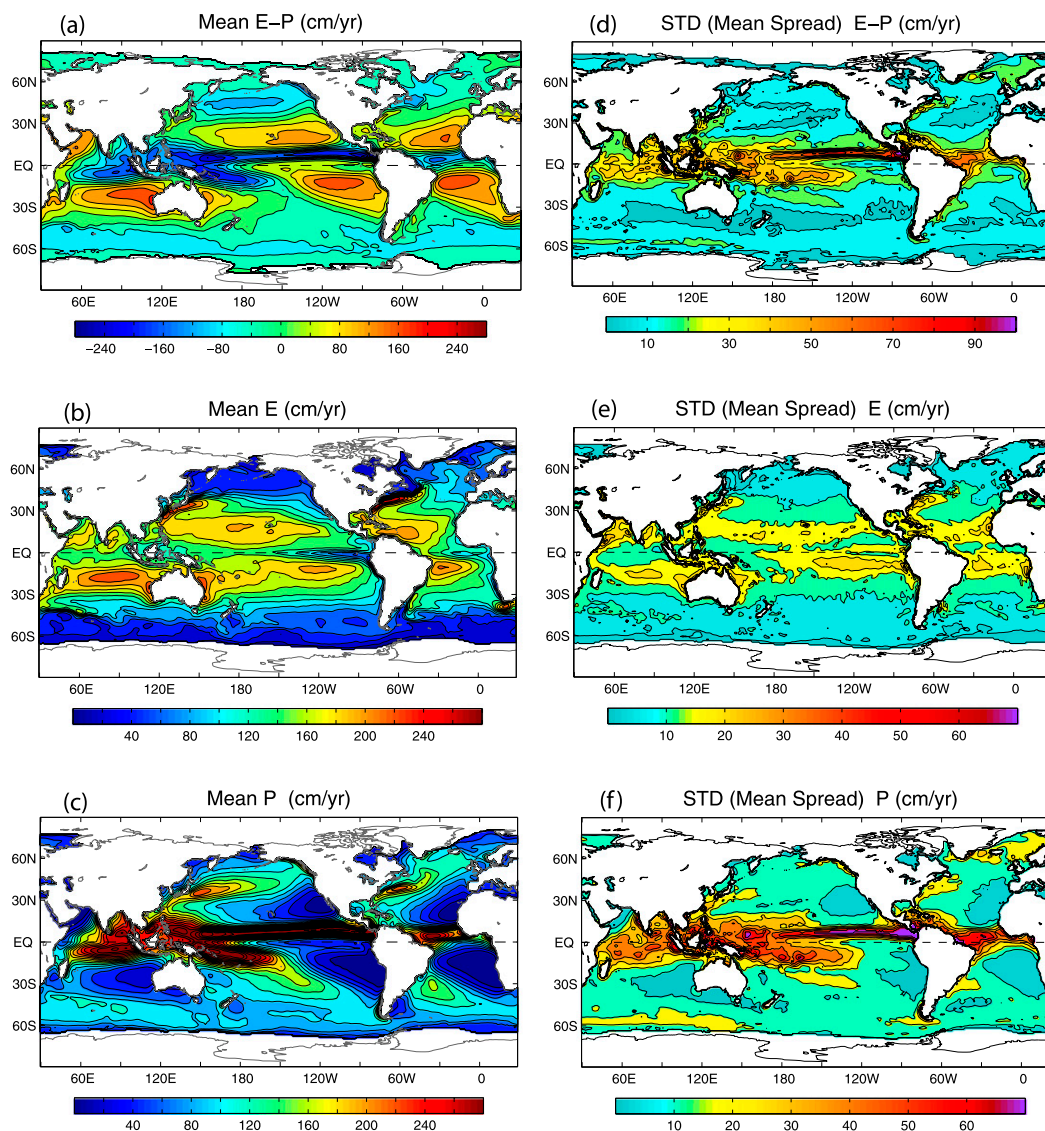 (a) Mean E−P (cm/yr)
60N
30N
EQ
30S
60S
60E 120E 180 120W 60W 0
−240 −160 −80 0 80 160 240
(d) STD (Mean Spread) E−P (cm/yr)
60N
30N
EQ
30S
60S
60E 120E 180 120W 60W 0
10 30 50 70 90
(b) Mean E (cm/yr)
60N
30N
EQ
30S
60S
60E 120E 180 120W 60W 0
40 80 120 160 200 240
(e) STD (Mean Spread) E (cm/yr)
60N
30N
EQ
30S
60S
60E 120E 180 120W 60W 0
10 20 30 40 50 60
(c) Mean P (cm/yr)
60N
30N
EQ
30S
60S
60E 120E 180 120W 60W 0
40 80 120 160 200 240
(f) STD (Mean Spread) P (cm/yr)
60N
30N
EQ
30S
60S
60E 120E 180 120W 60W 0
10 20 30 40 50 60